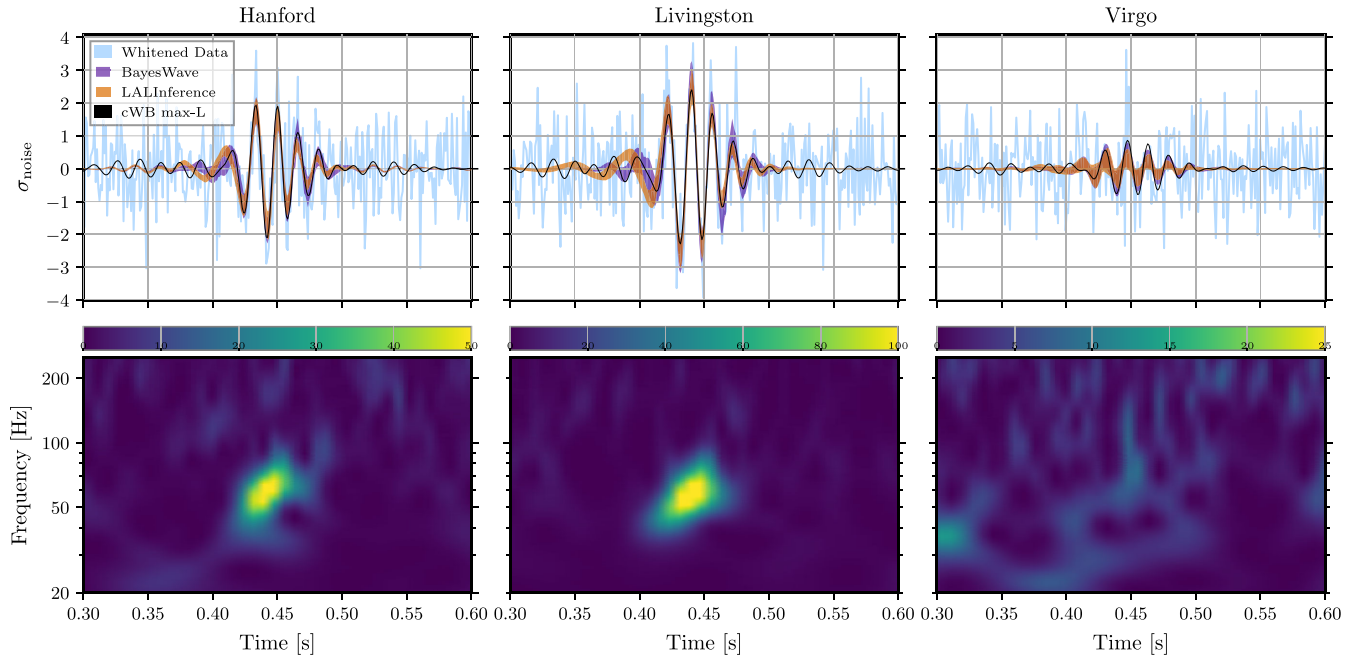 Hanford Livingston Virgo
4
3
2
1
0
−1
−2
−3
−4
σnoise
Whitened Data
BayesWave
LALInference
cWB max-L
0 10 20 30 40 50
0 20 40 60 80 100
0 5 10 15 20 25
200
100
50
20
Frequency [Hz]
0.30 0.35 0.40 0.45 0.50 0.55 0.60
0.30 0.35 0.40 0.45 0.50 0.55 0.60
0.30 0.35 0.40 0.45 0.50 0.55 0.60
Time [s] Time [s] Time [s]